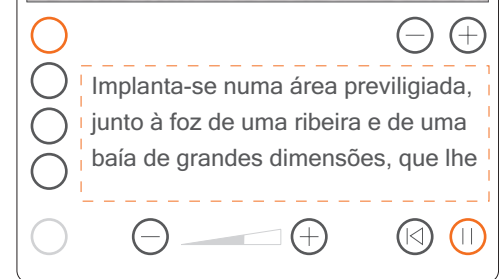 Implanta-se numa área previligiada,
junto à foz de uma ribeira e de uma
baía de grandes dimensões, que lhe